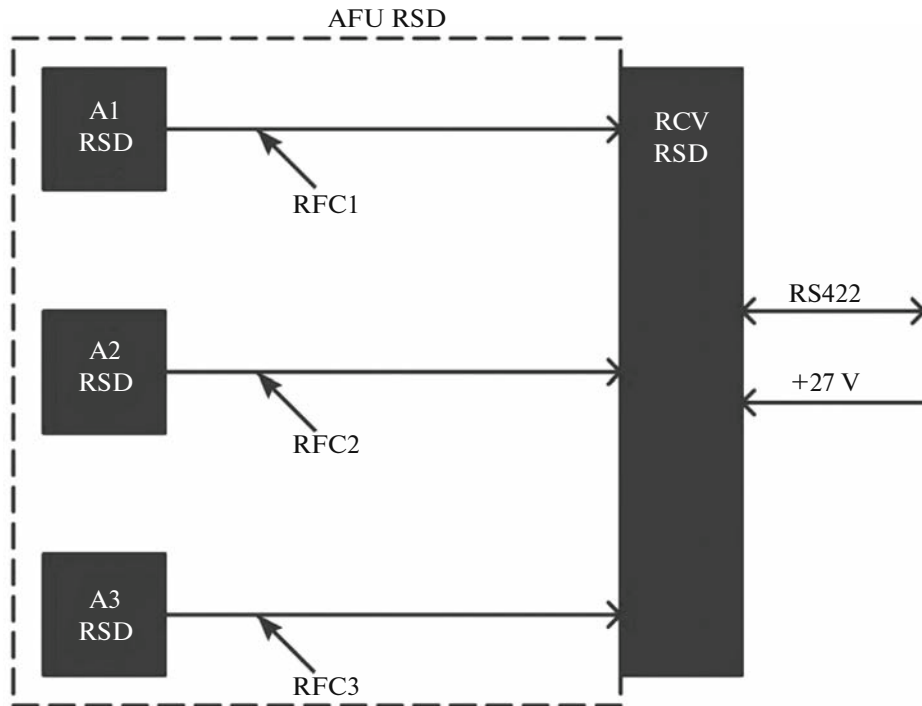 AFU RSD
A1
RSD
RFC1
RCV
RSD
A2
RSD
RFC2
RS422
+27 V
A3
RSD
RFC3